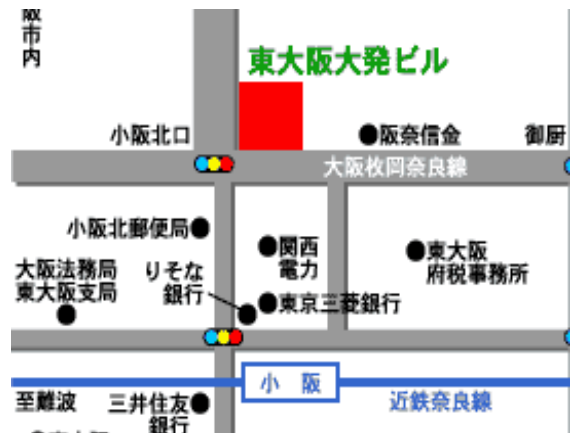 阪市内
東大阪大発ビル
小阪北口
阪奈信金
御厨
大阪枚岡奈良線
小阪北郵便局
関西
電力
東大阪
府税事務所
大阪法務局
東大阪支局
りそな
銀行
東京三菱銀行
小阪
至難波
三井住友
銀行
近鉄奈良線